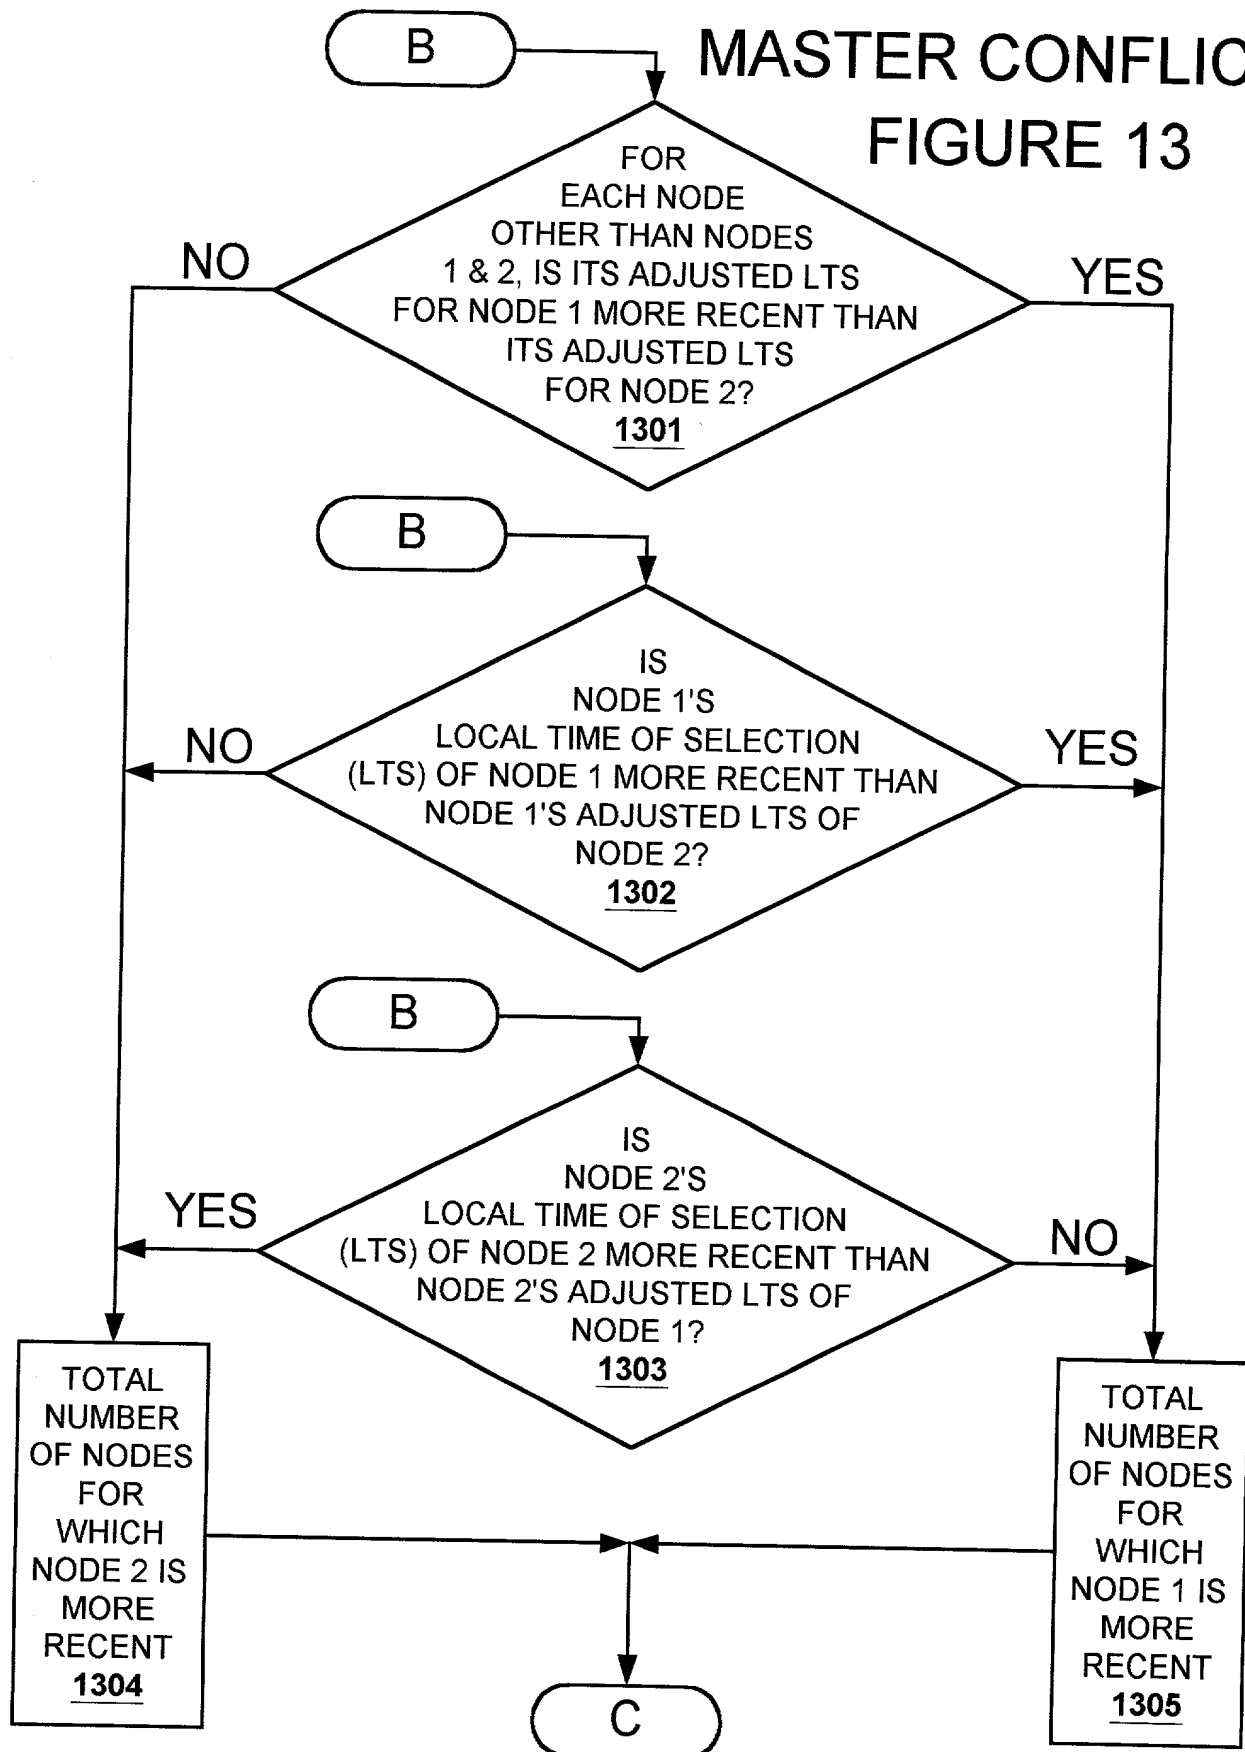 B
MASTER CONFLIC
FIGURE 13
FOR
EACH NODE
OTHER THAN NODES
1 & 2, IS ITS ADJUSTED LTS
FOR NODE 1 MORE RECENT THAN
ITS ADJUSTED LTS
FOR NODE 2?
1301
NO
YES
B
IS
NODE 1'S
LOCAL TIME OF SELECTION
(LTS) OF NODE 1 MORE RECENT THAN
NODE 1'S ADJUSTED LTS OF
NODE 2?
1302
NO
YES
B
IS
NODE 2'S
LOCAL TIME OF SELECTION
(LTS) OF NODE 2 MORE RECENT THAN
NODE 2'S ADJUSTED LTS OF
NODE 1?
1303
YES
NO
TOTAL
NUMBER
OF NODES
FOR
WHICH
NODE 2 IS
MORE
RECENT
1304
TOTAL
NUMBER
OF NODES
FOR
WHICH
NODE 1 IS
MORE
RECENT
1305
C